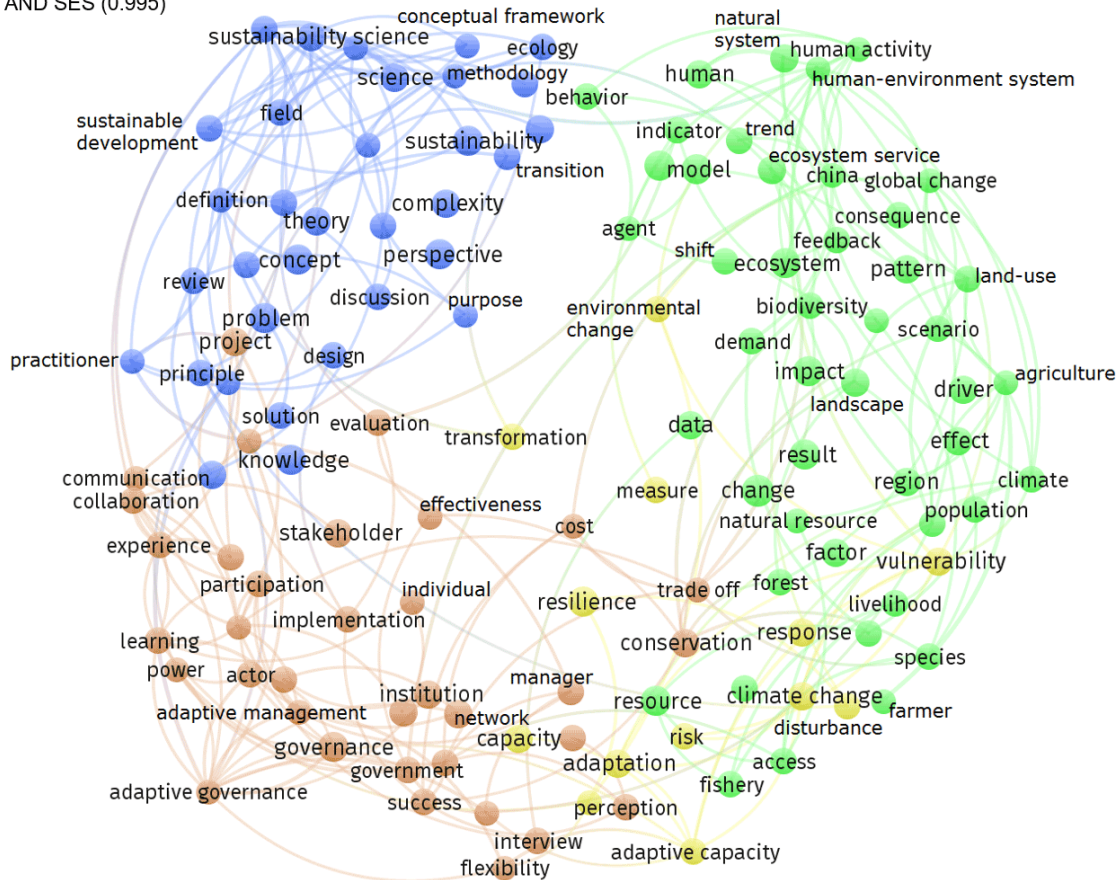 AND SES (0.995)
conceptual framework
natural
system
sustainability science
ecology
human activity
science
methodology
human
human-environment system
behavior
field
sustainable
development
sustainability
indicator
trend
transition
model
ecosystem service
china
global change
definition
theory
complexity
consequence
agent
feedback
concept
perspective
shift
ecosystem
pattern
land-use
review
discussion
purpose
environmental
change
biodiversity
scenario
problem
project
demand
practitioner
principle
design
impact
landscape
driver
agriculture
solution
evaluation
transformation
data
effect
knowledge
result
communication
collaboration
measure
change
region
climate
effectiveness
cost
natural resource
population
stakeholder
experience
factor
vulnerability
participation
individual
resilience
trade off
forest
livelihood
implementation
learning
conservation
response
species
power
actor
institution
manager
resource
climate change
farmer
adaptive management
network
capacity
risk
disturbance
governance
government
adaptation
access
fishery
adaptive governance
success
perception
interview
adaptive capacity
flexibility